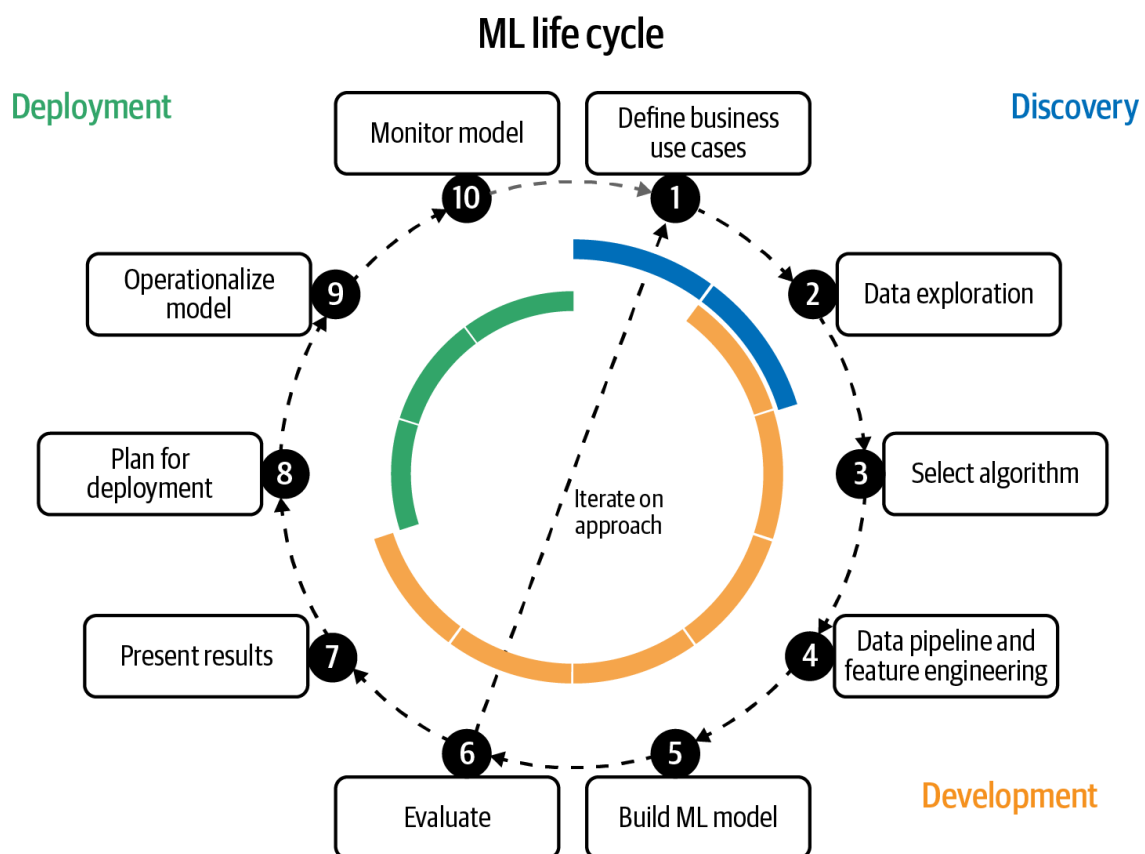 ML life cycle
Deployment
Discovery
Monitor model
10
Define business
use cases
1
2
Data exploration
3
Select algorithm
4
Data pipeline and
feature engineering
5
Build ML model
Development
6
Evaluate
7
Present results
8
Plan for
deployment
9
Operationalize
model
Iterate on
approach